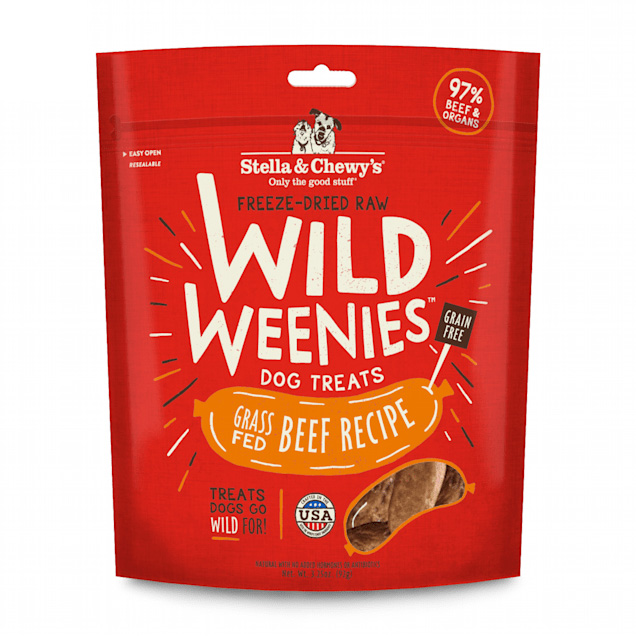 97%
BEEF &
ORGANS
EASY OPEN
RESEALABLE
Stella & Chewy's®
Only the good stuff®
FREEZE-DRIED RAW
WILD
WEENIES™
GRAIN
FREE
DOG TREATS
GRASS
FED
BEEF RECIPE
TREATS
DOGS GO
WILD FOR!
USA